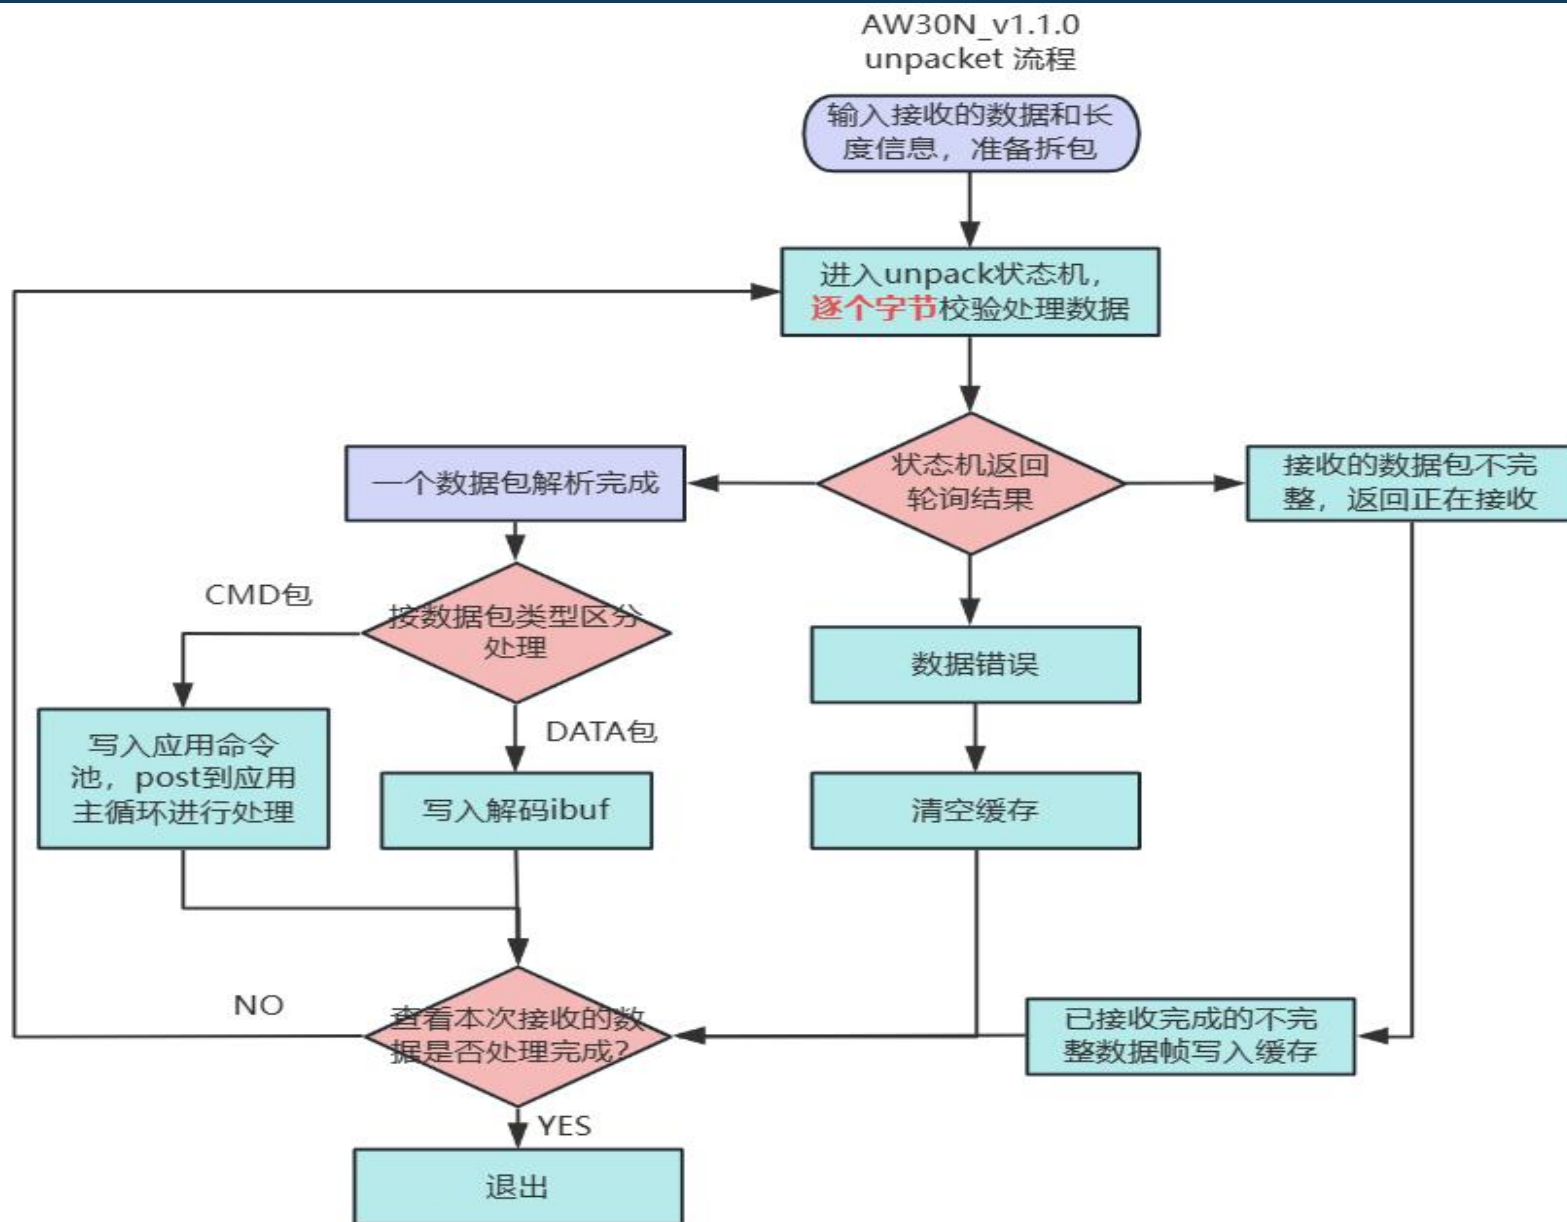 AW30N_v1.1.0
unpacket 流程
输入接收的数据和长
度信息，准备拆包
进入unpack状态机，
逐个字节校验处理数据
状态机返回
轮询结果
一个数据包解析完成
接收的数据包不完
整，返回正在接收
CMD包
按数据包类型区分
处理
数据错误
DATA包
写入应用命令
池，post到应用
主循环进行处理
写入解码ibuf
清空缓存
NO
查看本次接收的数
据是否处理完成？
已接收完成的不完
整数据帧写入缓存
YES
退出